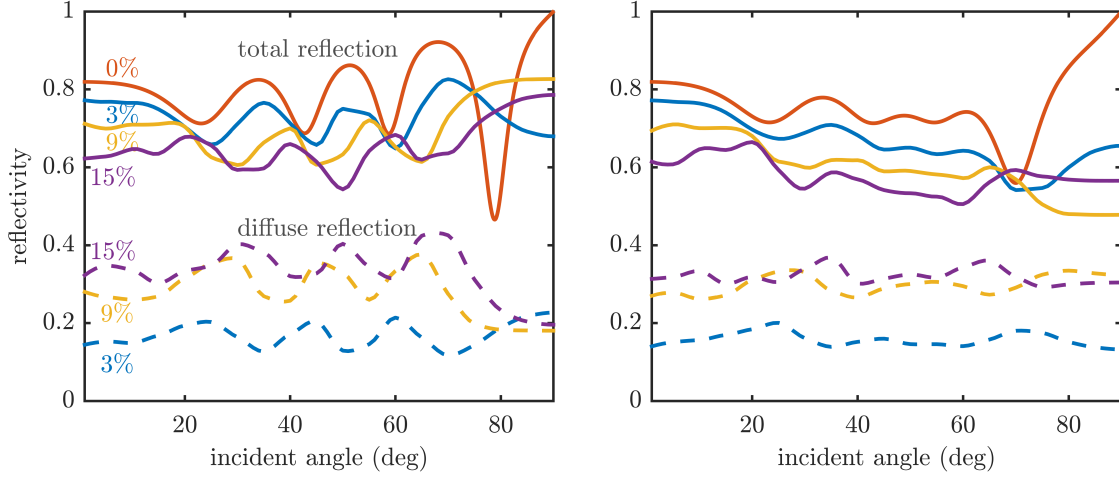 1
0.8
0.6
0.4
0.2
0
reflectivity
total reflection
0%
3%
9%
15%
diffuse reflection
15%
9%
3%
20 40 60 80
incident angle (deg)
1
0.8
0.6
0.4
0.2
0
20 40 60 80
incident angle (deg)